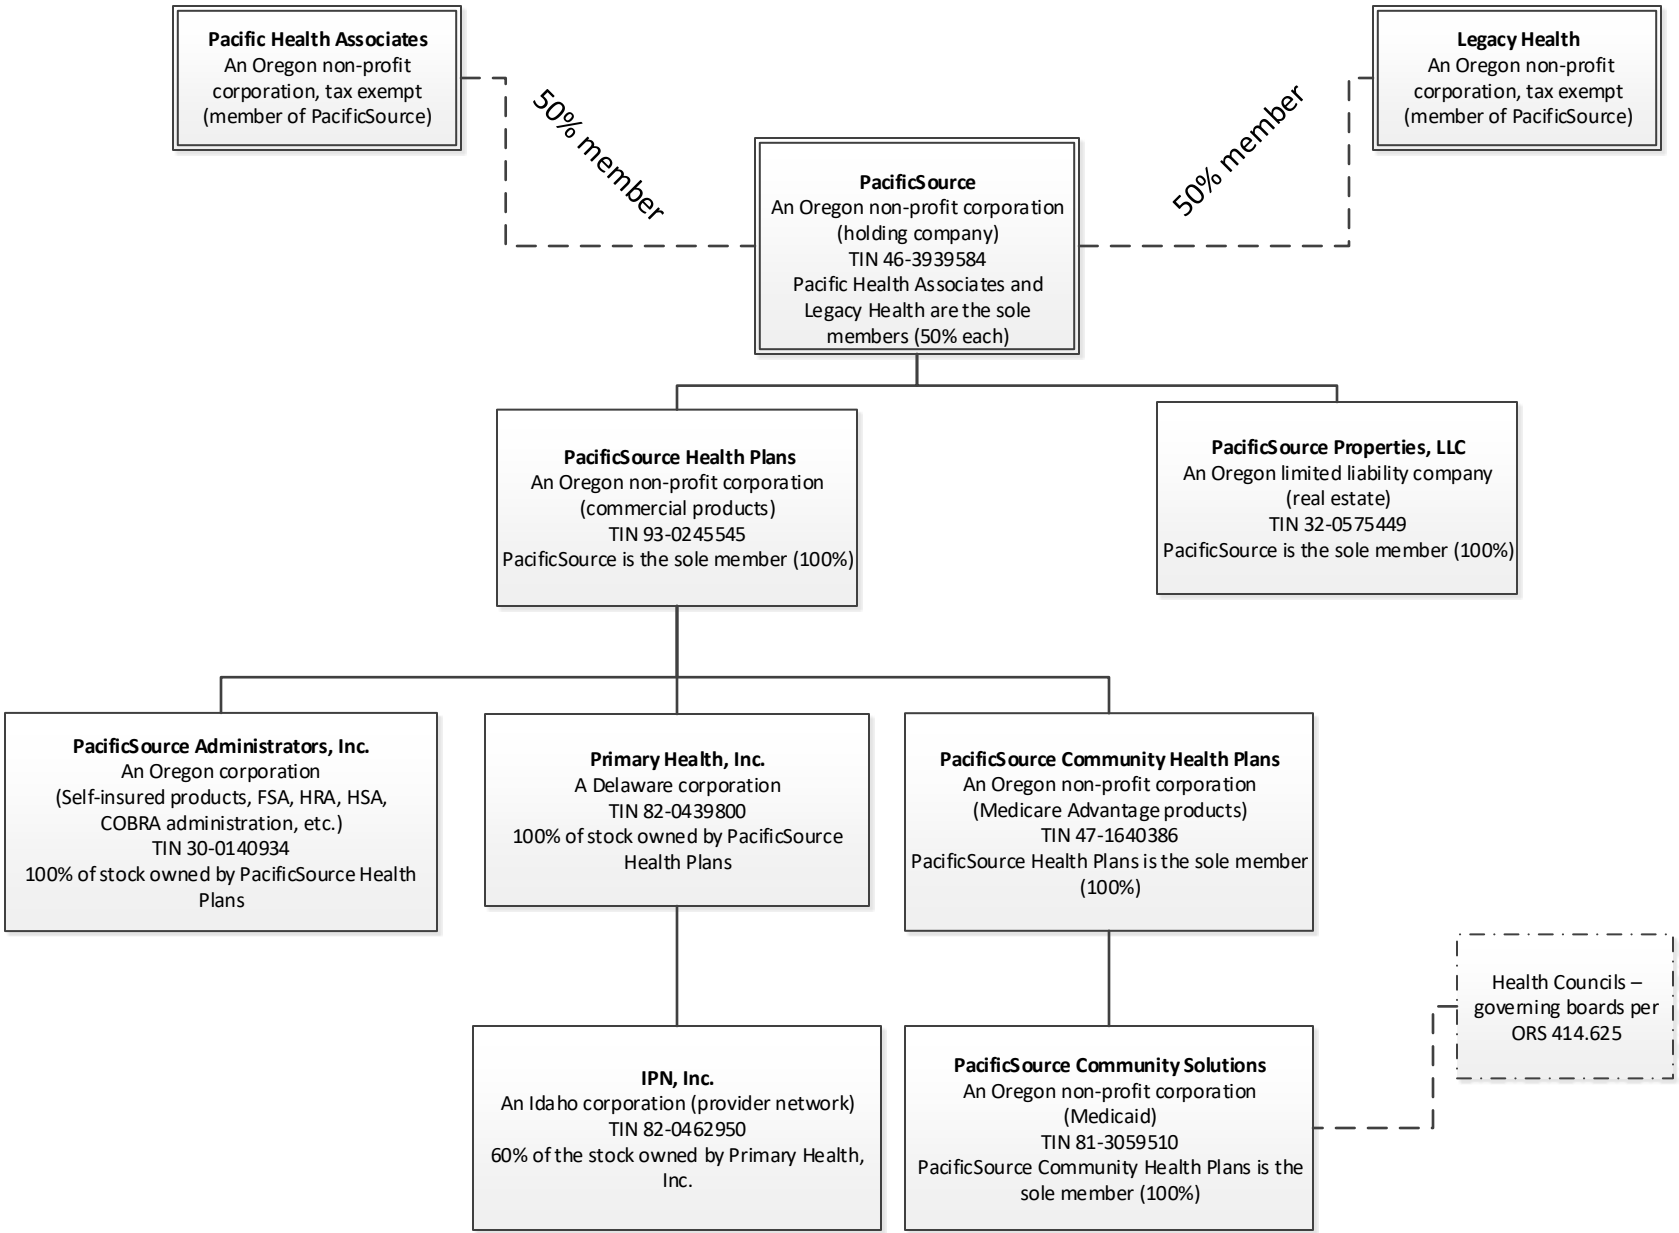 Pacific Health Associates
An Oregon non-profit
corporation, tax exempt
(member of PacificSource)
50% member
Legacy Health
An Oregon non-profit
corporation, tax exempt
(member of PacificSource)
50% member
PacificSource
An Oregon non-profit corporation
(holding company)
TIN 46-3939584
Pacific Health Associates and
Legacy Health are the sole
members (50% each)
PacificSource Health Plans
An Oregon non-profit corporation
(commercial products)
TIN 93-0245545
PacificSource is the sole member (100%)
PacificSource Properties, LLC
An Oregon limited liability company
(real estate)
TIN 32-0575449
PacificSource is the sole member (100%)
PacificSource Administrators, Inc.
An Oregon corporation
(Self-insured products, FSA, HRA, HSA,
COBRA administration, etc.)
TIN 30-0140934
100% of stock owned by PacificSource Health
Plans
Primary Health, Inc.
A Delaware corporation
TIN 82-0439800
100% of stock owned by PacificSource
Health Plans
PacificSource Community Health Plans
An Oregon non-profit corporation
(Medicare Advantage products)
TIN 47-1640386
PacificSource Health Plans is the sole member
(100%)
Health Councils –
governing boards per
ORS 414.625
IPN, Inc.
An Idaho corporation (provider network)
TIN 82-0462950
60% of the stock owned by Primary Health,
Inc.
PacificSource Community Solutions
An Oregon non-profit corporation
(Medicaid)
TIN 81-3059510
PacificSource Community Health Plans is the
sole member (100%)